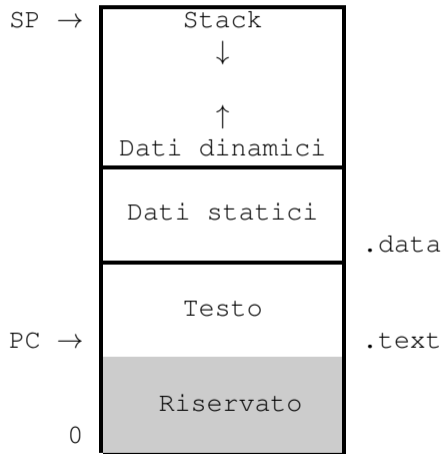 SP → Stack
↓
↑
Dati dinamici
Dati statici
.data
Testo
PC → .text
Riservato
0